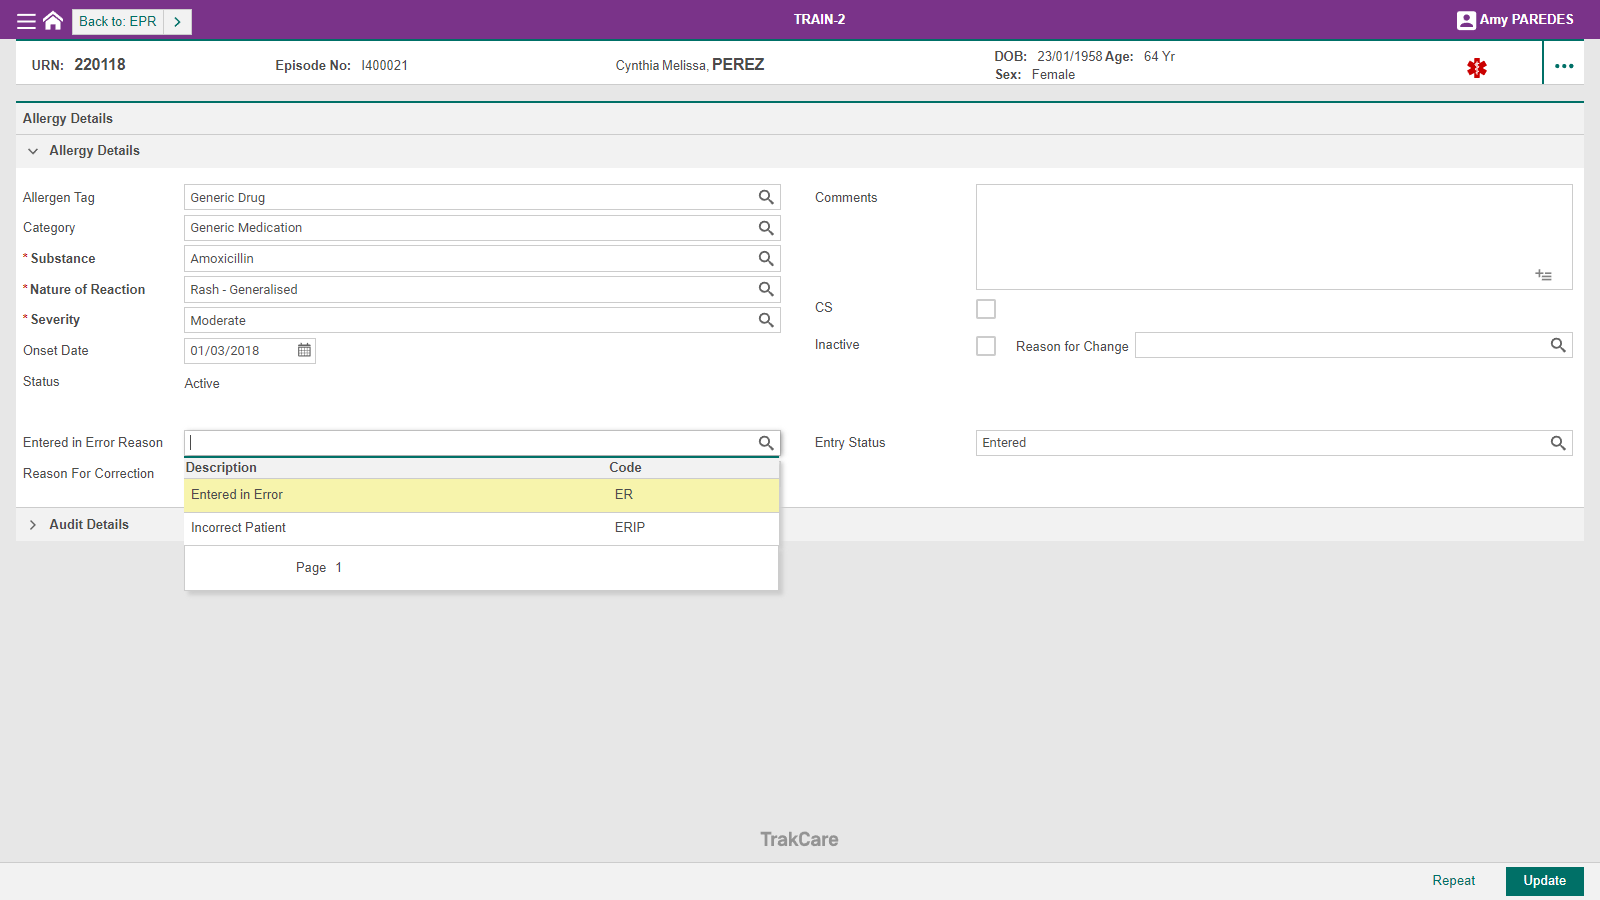 Back to: EPR
TRAIN-2
Amy PAREDES
URN: 220118
Episode No: I400021
Cynthia Melissa, PEREZ
DOB: 23/01/1958 Age: 64 Yr
Sex: Female
Allergy Details
Allergy Details
Allergen Tag Generic Drug
Category Generic Medication
* Substance Amoxicillin
* Nature of Reaction Rash - Generalised
* Severity Moderate
Onset Date 01/03/2018
Status Active
Comments
CS
Inactive Reason for Change
Entered in Error Reason
Entry Status Entered
Reason For Correction
Description Code
Entered in Error ER
Incorrect Patient ERIP
Page 1
Audit Details
TrakCare
Repeat
Update